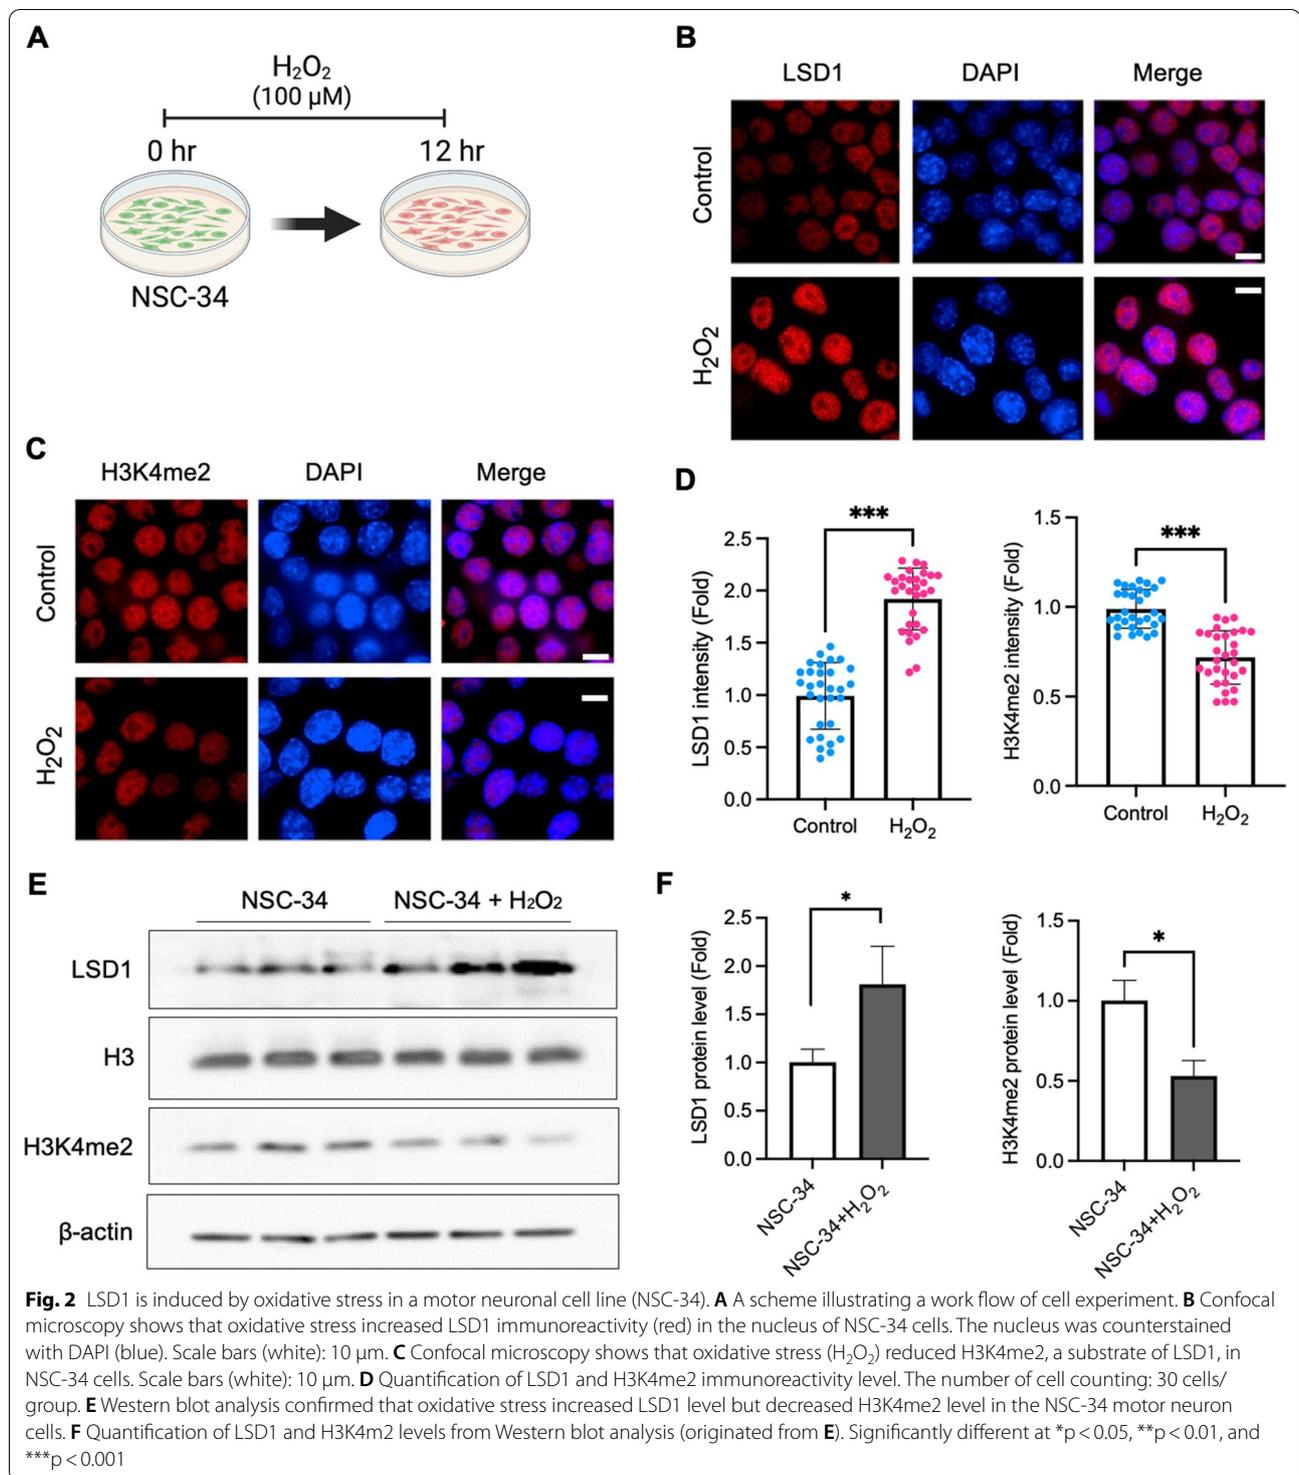 A
H₂O₂
(100 µM)
0 hr
12 hr
NSC-34
B
LSD1
DAPI
Merge
Control
H₂O₂
C
H3K4me2
DAPI
Merge
Control
H₂O₂
D
LSD1 intensity (Fold)
2.5
2.0
1.5
1.0
0.5
0.0
***
Control
H₂O₂
H3K4me2 intensity (Fold)
1.5
1.0
0.5
0.0
***
Control
H₂O₂
E
NSC-34
NSC-34 + H₂O₂
LSD1
H3
H3K4me2
β-actin
F
LSD1 protein level (Fold)
2.5
2.0
1.5
1.0
0.5
0.0
*
NSC-34
NSC-34+H₂O₂
H3K4me2 protein level (Fold)
1.5
1.0
0.5
0.0
*
NSC-34
NSC-34+H₂O₂
Fig. 2 LSD1 is induced by oxidative stress in a motor neuronal cell line (NSC-34). A A scheme illustrating a work flow of cell experiment. B Confocal
microscopy shows that oxidative stress increased LSD1 immunoreactivity (red) in the nucleus of NSC-34 cells. The nucleus was counterstained
with DAPI (blue). Scale bars (white): 10 µm. C Confocal microscopy shows that oxidative stress (H₂O₂) reduced H3K4me2, a substrate of LSD1, in
NSC-34 cells. Scale bars (white): 10 µm. D Quantification of LSD1 and H3K4me2 immunoreactivity level. The number of cell counting: 30 cells/
group. E Western blot analysis confirmed that oxidative stress increased LSD1 level but decreased H3K4me2 level in the NSC-34 motor neuron
cells. F Quantification of LSD1 and H3K4m2 levels from Western blot analysis (originated from E). Significantly different at *p < 0.05, **p < 0.01, and
***p < 0.001